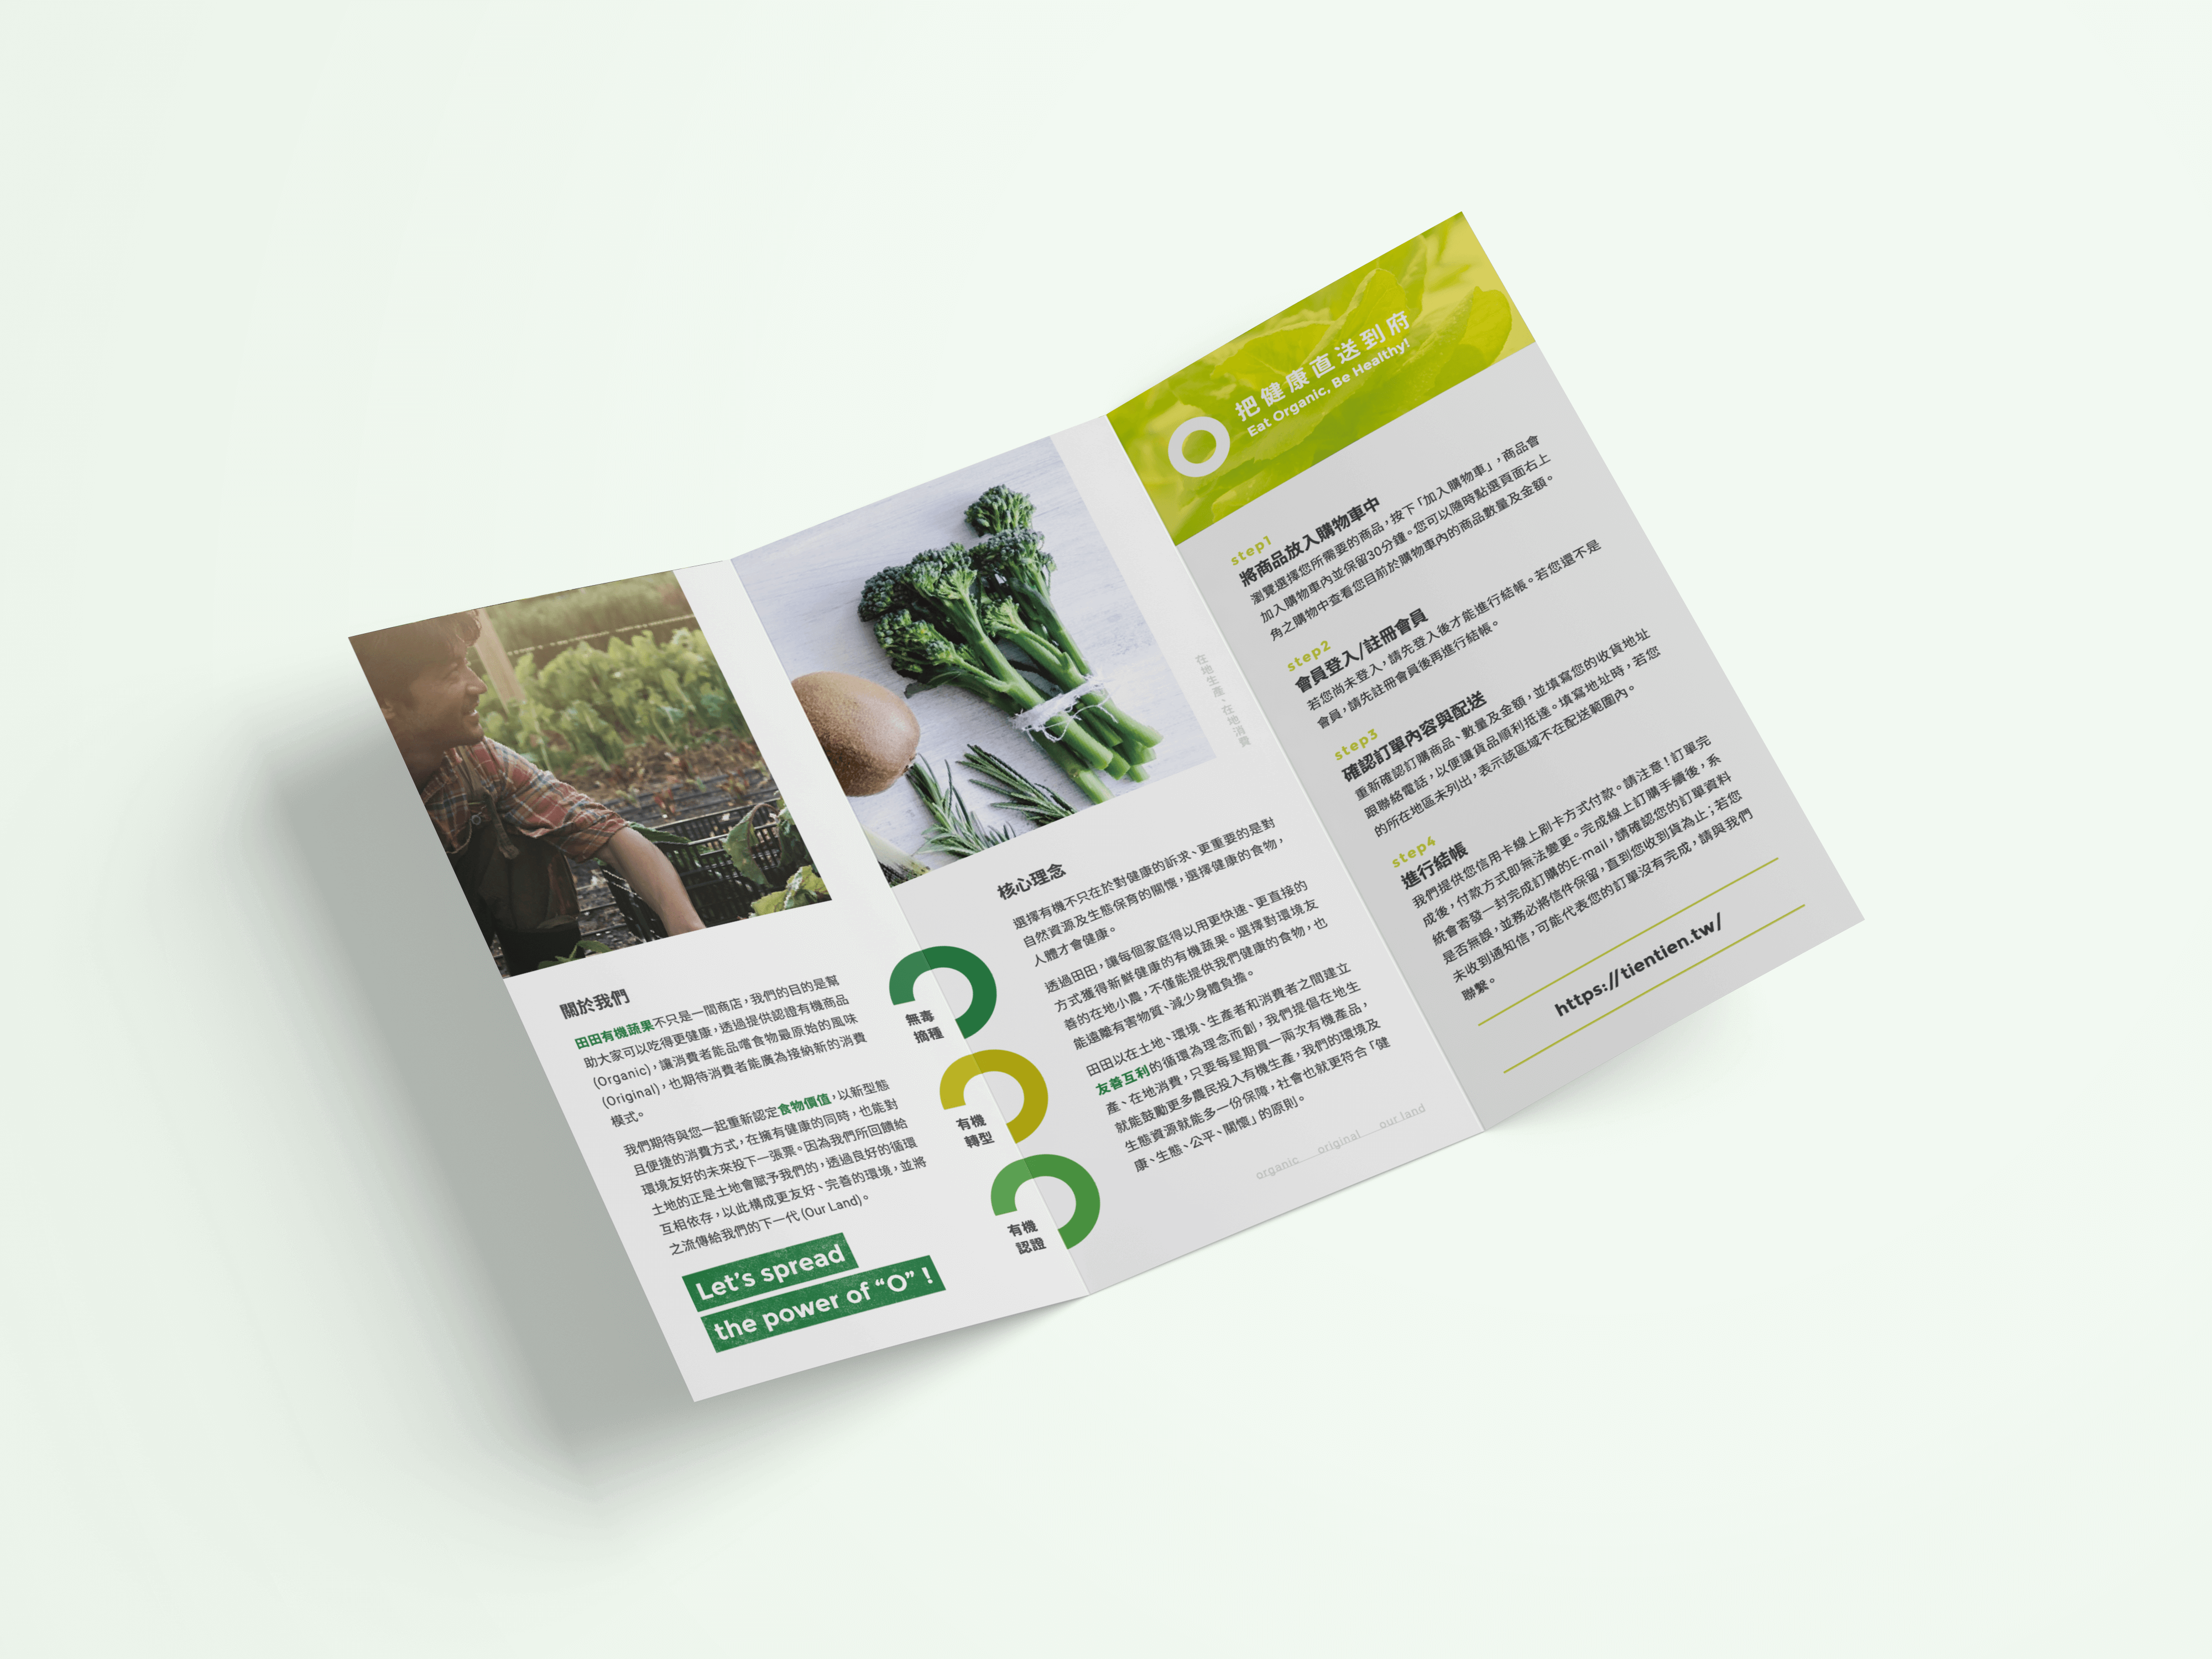 關於我們
田田有機蔬果不只是一間商店，我們的目的是幫
助大家可以吃得更健康，透過提供認證有機商品
(Organic)，讓消費者能品嚐食物最原始的風味
(Original)，也期待消費者能廣為接納新的消費
模式。
我們期待與您一起重新認定食物價值，以新型態
且便捷的消費方式，在擁有健康的同時，也能對
環境友好的未來投下一張票。因為我們所回饋給
土地的正是土地會賦予我們的，透過良好的循環
互相依存，以此構成更友好、完善的環境，並將
之流傳給我們的下一代 (Our Land)。
Let's spread
the power of “O” !
無毒
摘種
有機
轉型
有機
認證
在地生產、在地消費
核心理念
選擇有機不只在於對健康的訴求、更重要的是對
自然資源及生態保育的關懷，選擇健康的食物，
人體才會健康。
透過田田，讓每個家庭得以用更快速、更直接的
方式獲得新鮮健康的有機蔬果。選擇對環境友
善的在地小農，不僅能提供我們健康的食物，也
能遠離有害物質、減少身體負擔。
田田以在土地、環境、生產者和消費者之間建立
友善互利的循環為理念而創，我們提倡在地生
產、在地消費，只要每星期買一兩次有機產品，
就能鼓勵更多農民投入有機生產，我們的環境及
生態資源就能多一份保障，社會也就更符合「健
康、生態、公平、關懷」的原則。
organic___original___our land
把健康直送到府
Eat Organic, Be Healthy!
step1
將商品放入購物車中
瀏覽選擇您所需要的商品，按下「加入購物車」，商品會
加入購物車內並保留30分鐘。您可以隨時點選頁面右上
角之購物中查看您目前於購物車內的商品數量及金額。
step2
會員登入/註冊會員
若您尚未登入，請先登入後才能進行結帳。若您還不是
會員，請先註冊會員後再進行結帳。
step3
確認訂單內容與配送
重新確認訂購商品、數量及金額，並填寫您的收貨地址
跟聯絡電話，以便讓貨品順利抵達。填寫地址時，若您
的所在地區未列出，表示該區域不在配送範圍內。
step4
進行結帳
我們提供您信用卡線上刷卡方式付款。請注意！訂單完
成後，付款方式即無法變更。完成線上訂購手續後，系
統會寄發一封完成訂購的E-mail，請確認您的訂單資料
是否無誤，並務必將信件保留，直到您收到貨為止；若您
未收到通知信，可能代表您的訂單沒有完成，請與我們
聯繫。
https://tientien.tw/